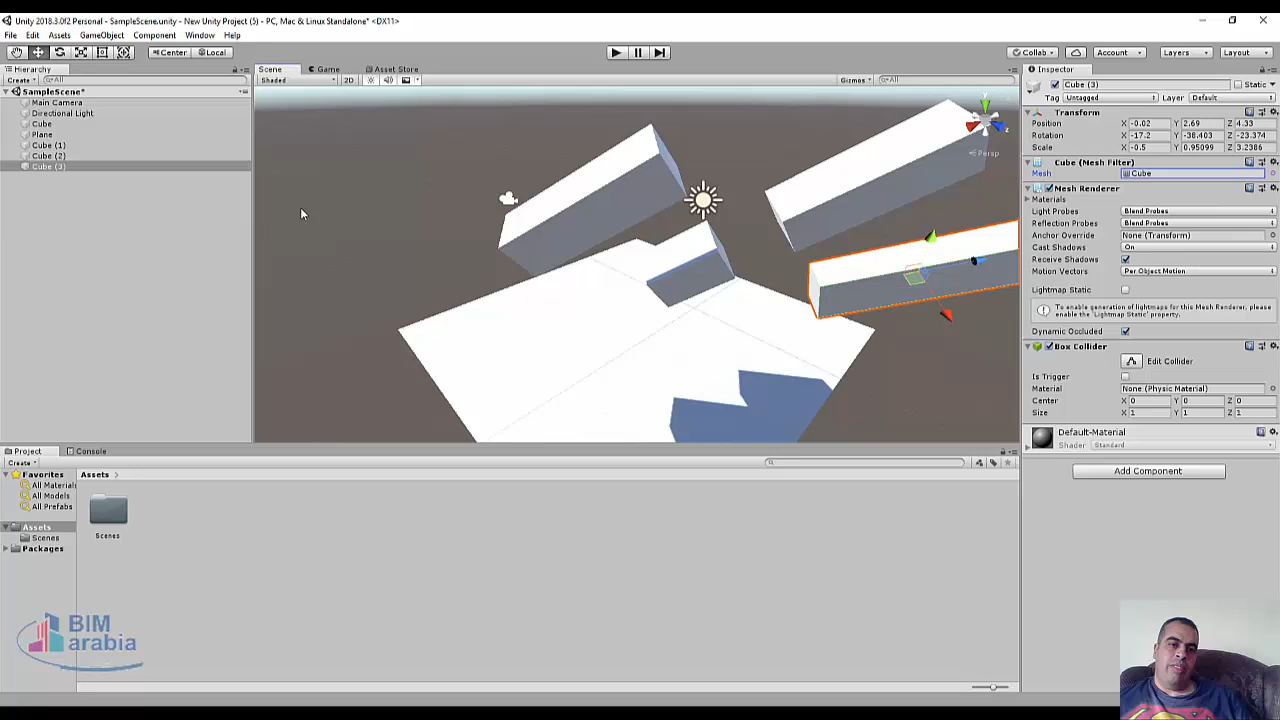 Unity 2018.3.0f2 Personal - SampleScene.unity - New Unity Project (5) - PC, Mac & Linux Standalone* <DX11>
File Edit Assets GameObject Component Window Help
Center Local Collab Account Layers Layout
Hierarchy
Create All
SampleScene*
Main Camera
Directional Light
Cube
Plane
Cube (1)
Cube (2)
Cube (3)
Scene Game Asset Store
Shaded 2D Gizmos All
Persp
Inspector
Cube (3) Static
Tag Untagged Layer Default
Transform
Position X -0.02 Y 2.69 Z 4.33
Rotation X -17.2 Y -38.403 Z -23.374
Scale X -0.5 Y 0.95099 Z 3.2386
Cube (Mesh Filter)
Mesh Cube
Mesh Renderer
Materials
Light Probes Blend Probes
Reflection Probes Blend Probes
Anchor Override None (Transform)
Cast Shadows On
Receive Shadows
Motion Vectors Per Object Motion
Lightmap Static
To enable generation of lightmaps for this Mesh Renderer, please enable the 'Lightmap Static' property.
Dynamic Occluded
Box Collider
Edit Collider
Is Trigger
Material None (Physic Material)
Center X 0 Y 0 Z 0
Size X 1 Y 1 Z 1
Default-Material
Shader Standard
Add Component
Project Console
Create
Favorites
All Materials
All Models
All Prefabs
Assets
Scenes
Packages
Assets
Scenes
BIM
arabia